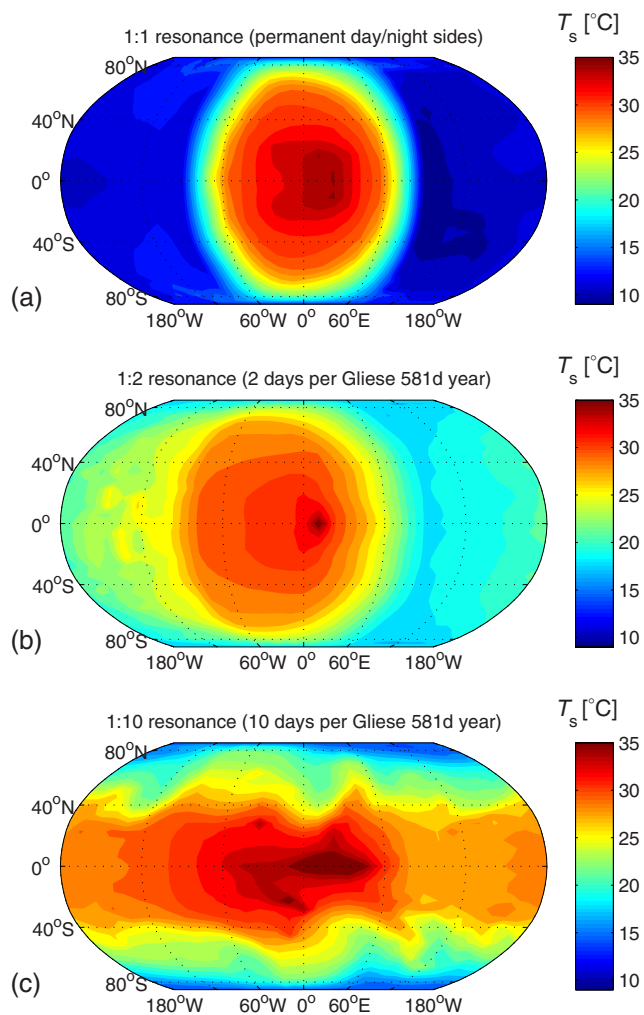 1:1 resonance (permanent day/night sides)
Tₛ [°C]
80°N
40°N
0°
40°S
80°S
(a)
180°W 60°W 0° 60°E 180°W
35
30
25
20
15
10
1:2 resonance (2 days per Gliese 581d year)
Tₛ [°C]
80°N
40°N
0°
40°S
80°S
(b)
180°W 60°W 0° 60°E 180°W
35
30
25
20
15
10
1:10 resonance (10 days per Gliese 581d year)
Tₛ [°C]
80°N
40°N
0°
40°S
80°S
(c)
180°W 60°W 0° 60°E 180°W
35
30
25
20
15
10